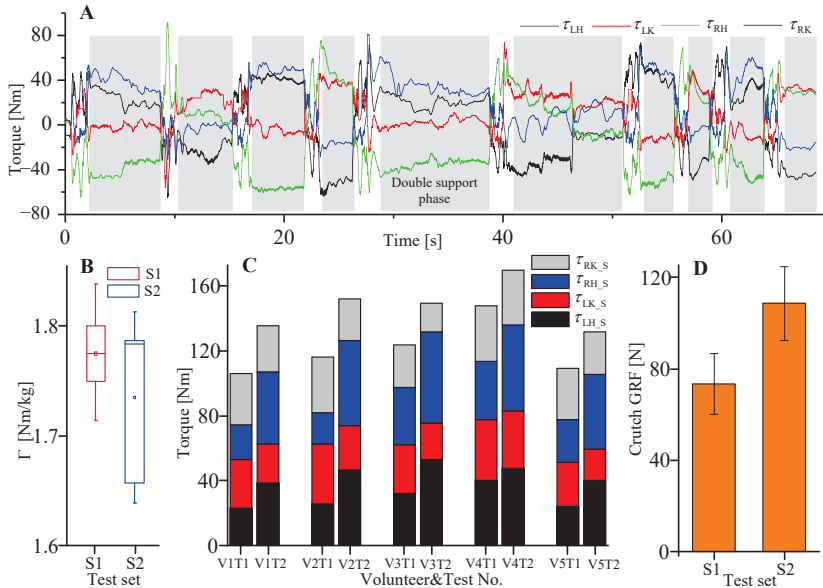 A
τLH
τLK
τRH
τRK
80
40
0
−40
−80
Torque [Nm]
Double support
phase
0
20
40
60
Time [s]
B
S1
S2
1.8
1.7
1.6
Γ [Nm/kg]
S1
S2
Test set
C
τRK_S
τRH_S
τLK_S
τLH_S
160
120
80
40
0
Torque [Nm]
V1T1
V1T2
V2T1
V2T2
V3T1
V3T2
V4T1
V4T2
V5T1
V5T2
Volunteer&Test No.
D
120
80
40
0
Crutch GRF [N]
S1
S2
Test set